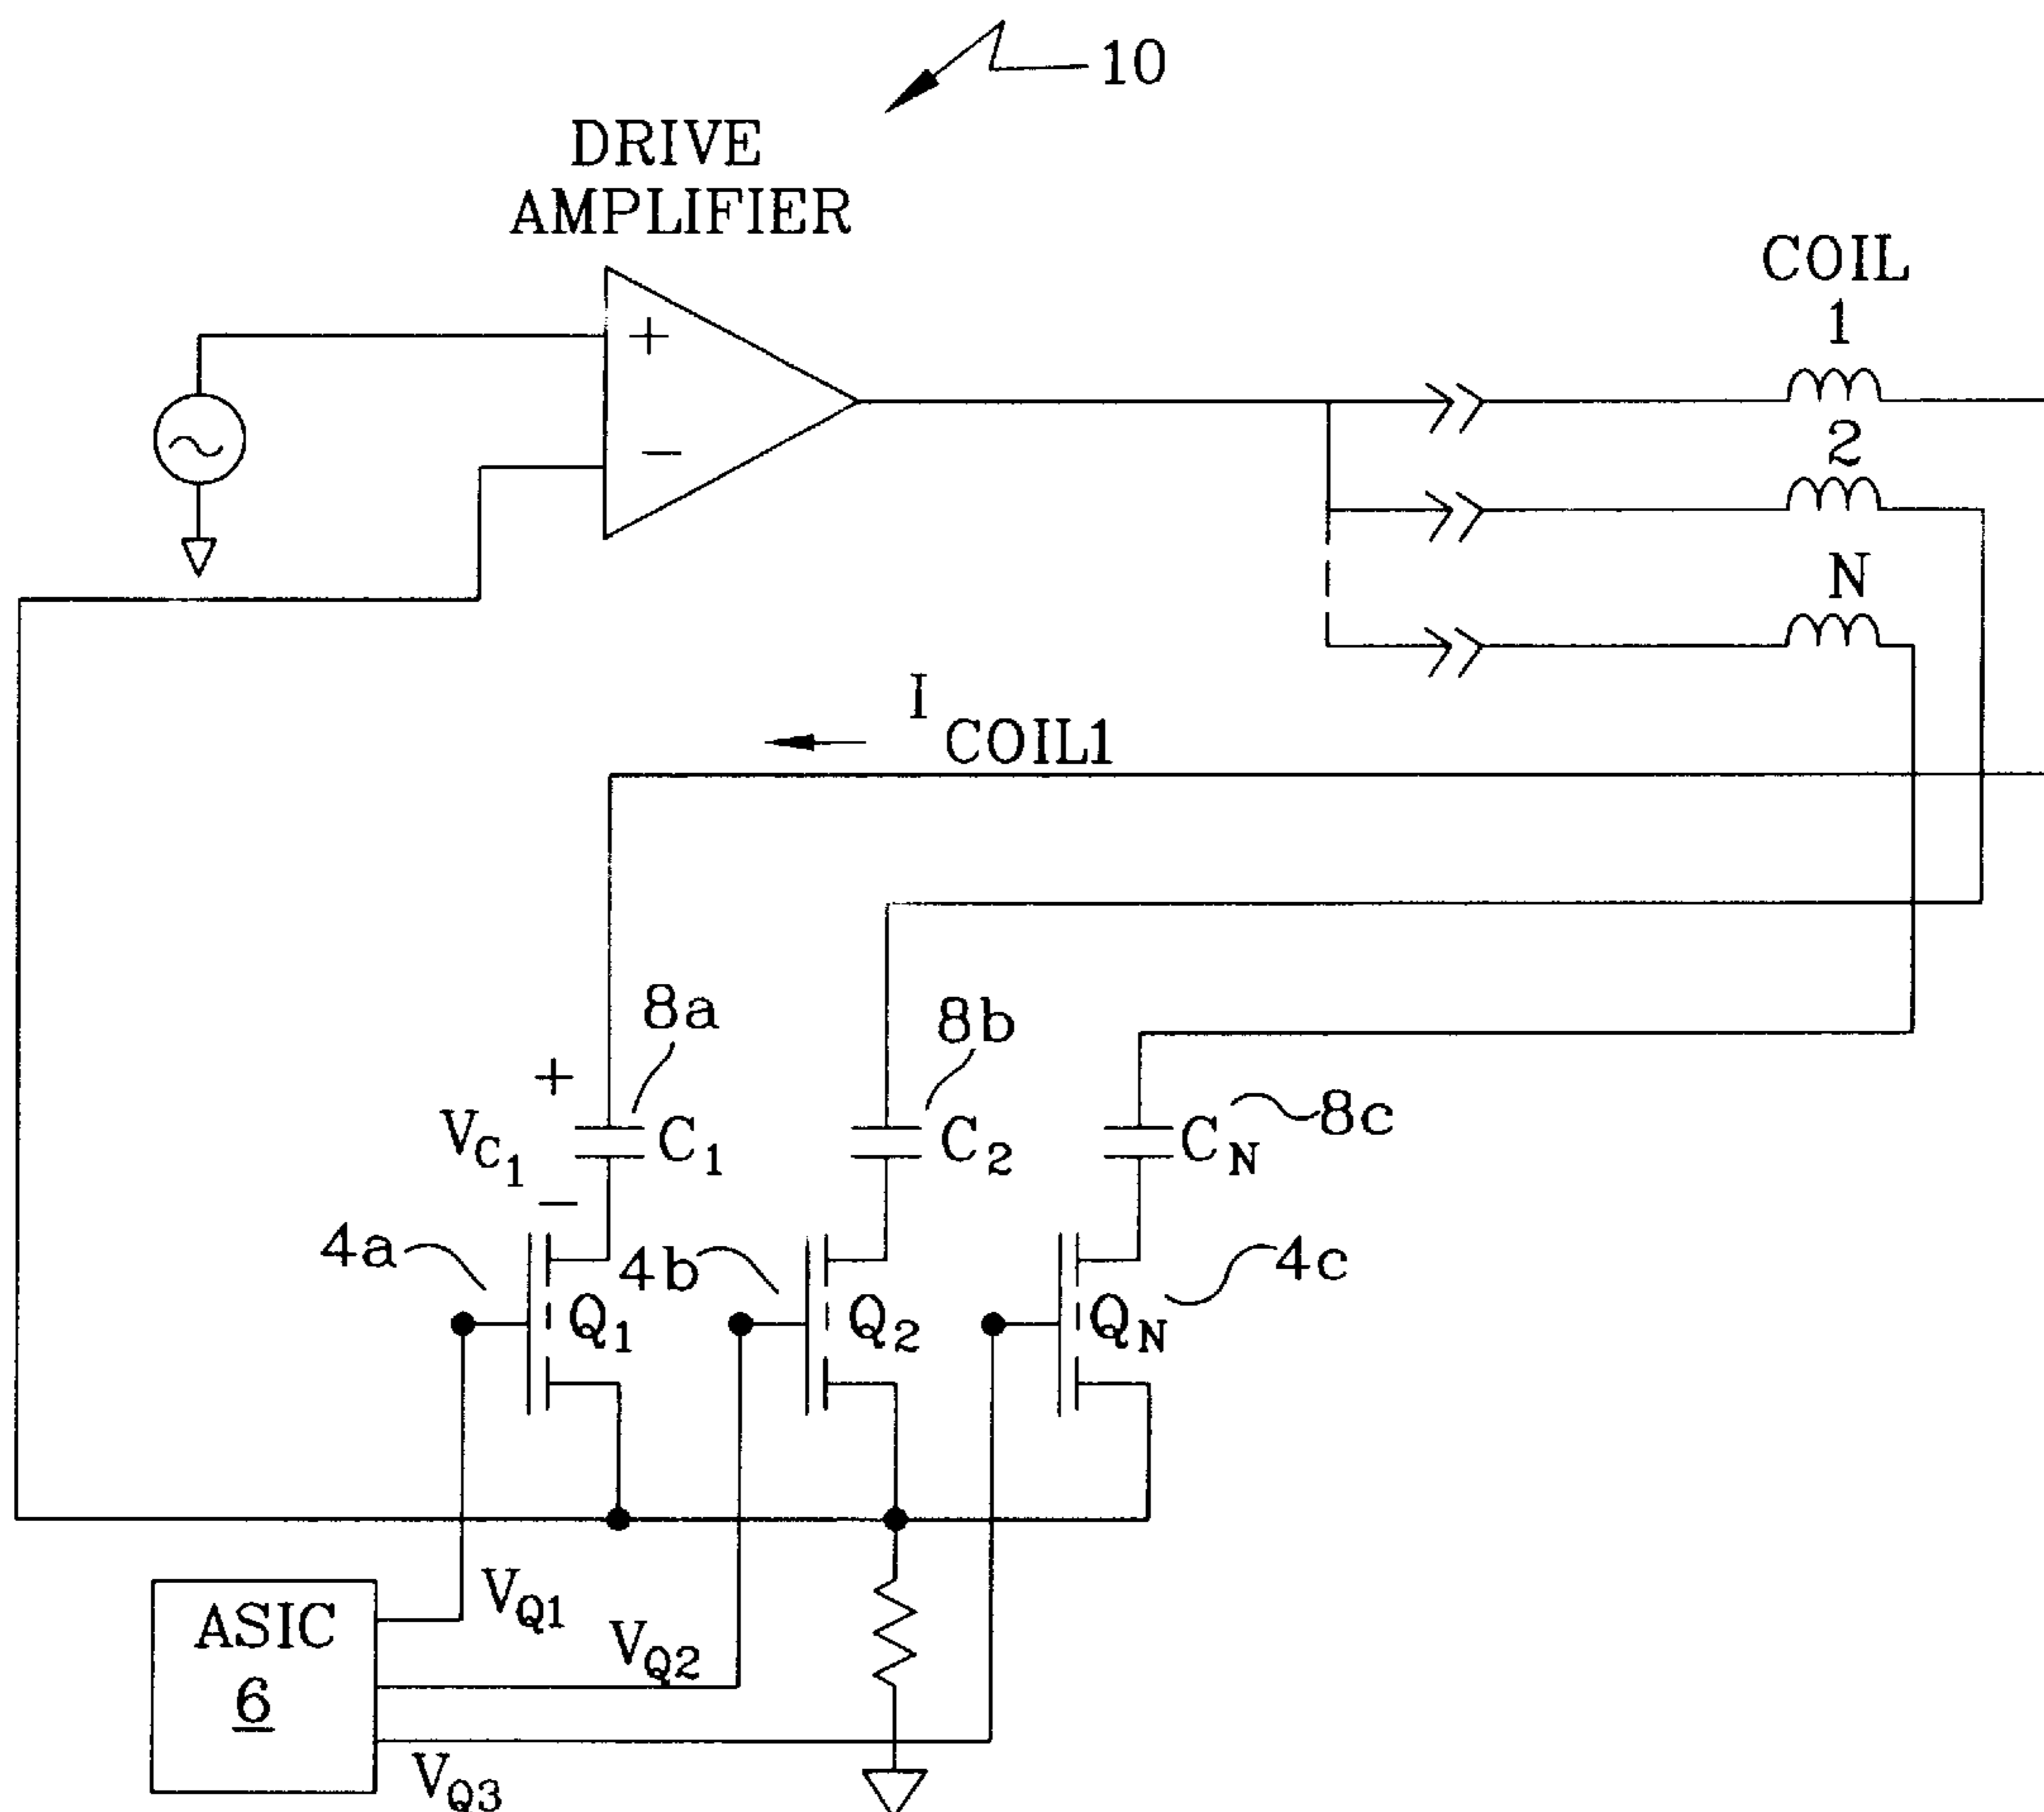 10
DRIVE
AMPLIFIER
+
−
COIL
1
2
N
I COIL1
8a
8b
8c
+
V C1
−
C1
C2
CN
4a
4b
4c
Q1
Q2
QN
ASIC
6
VQ1
VQ2
VQ3